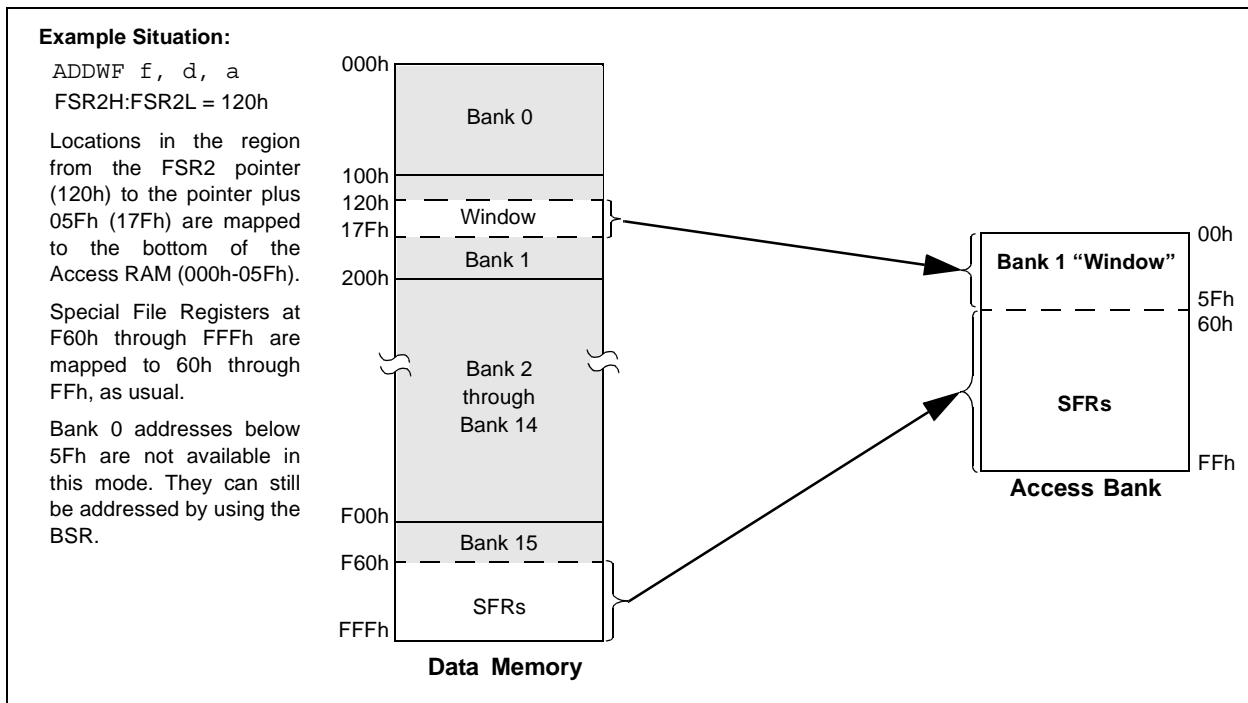 Example Situation:
ADDWF f, d, a
FSR2H:FSR2L = 120h
Locations in the region
from the FSR2 pointer
(120h) to the pointer plus
05Fh (17Fh) are mapped
to the bottom of the
Access RAM (000h-05Fh).
Special File Registers at
F60h through FFFh are
mapped to 60h through
FFh, as usual.
Bank 0 addresses below
5Fh are not available in
this mode. They can still
be addressed by using the
BSR.
000h
Bank 0
100h
120h
Window
17Fh
Bank 1
200h
Bank 2
through
Bank 14
F00h
Bank 15
F60h
SFRs
FFFh
Data Memory
00h
Bank 1 “Window”
5Fh
60h
SFRs
FFh
Access Bank